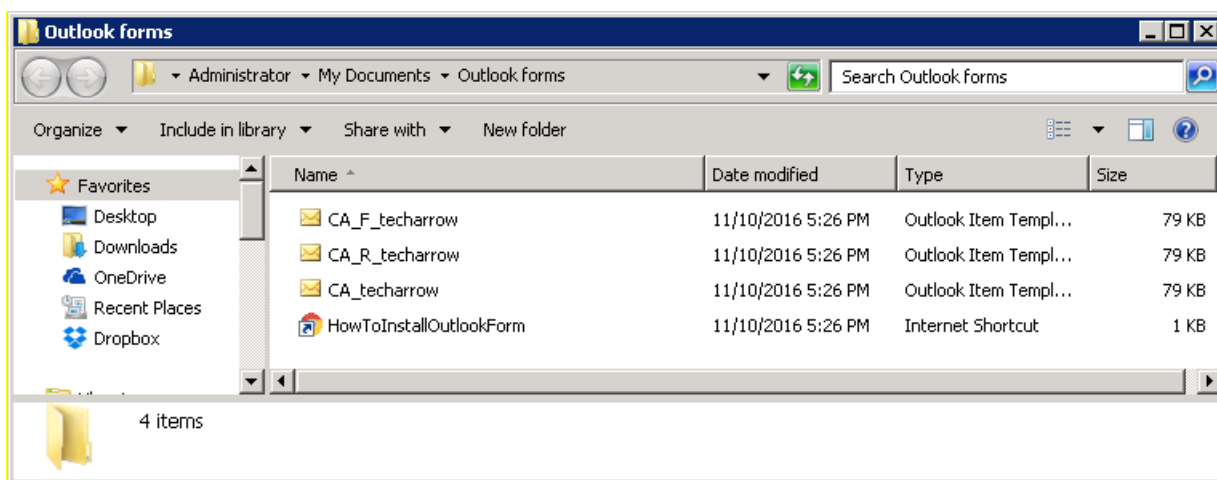 Outlook forms
Administrator My Documents Outlook forms Search Outlook forms
Organize Include in library Share with New folder
Favorites
Desktop
Downloads
OneDrive
Recent Places
Dropbox
Name Date modified Type Size
CA_F_techarrow 11/10/2016 5:26 PM Outlook Item Templ... 79 KB
CA_R_techarrow 11/10/2016 5:26 PM Outlook Item Templ... 79 KB
CA_techarrow 11/10/2016 5:26 PM Outlook Item Templ... 79 KB
HowToInstallOutlookForm 11/10/2016 5:26 PM Internet Shortcut 1 KB
4 items